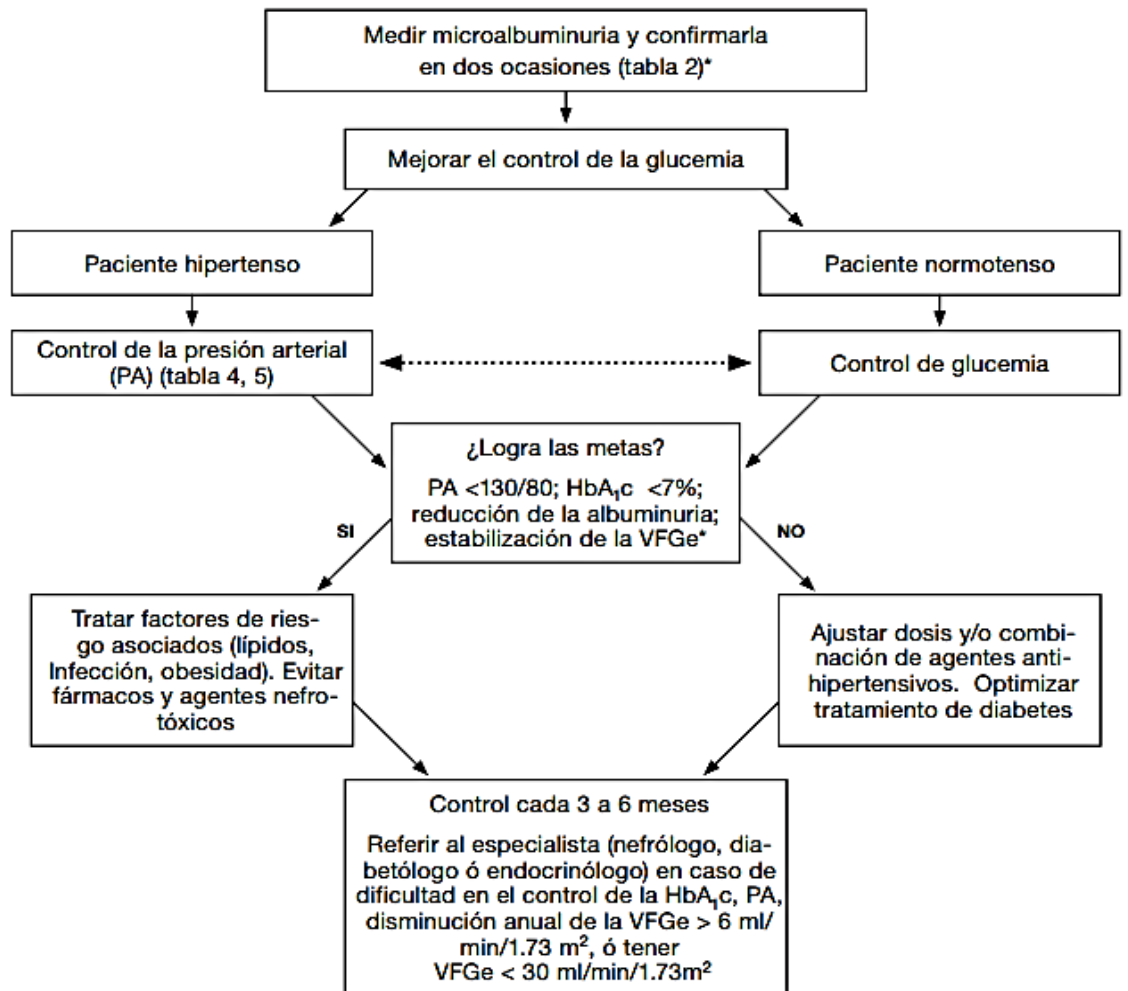 Medir microalbuminuria y confirmarla
en dos ocasiones (tabla 2)*
Mejorar el control de la glucemia
Paciente hipertenso
Paciente normotenso
Control de la presión arterial
(PA) (tabla 4, 5)
Control de glucemia
¿Logra las metas?
PA <130/80; HbA₁c <7%;
reducción de la albuminuria;
estabilización de la VFGe*
SI
NO
Tratar factores de ries-
go asociados (lípidos,
Infección, obesidad). Evitar
fármacos y agentes nefro-
tóxicos
Ajustar dosis y/o combi-
nación de agentes anti-
hipertensivos. Optimizar
tratamiento de diabetes
Control cada 3 a 6 meses
Referir al especialista (nefrólogo, dia-
betólogo ó endocrinólogo) en caso de
dificultad en el control de la HbA₁c, PA,
disminución anual de la VFGe > 6 ml/
min/1.73 m², ó tener
VFGe < 30 ml/min/1.73m²